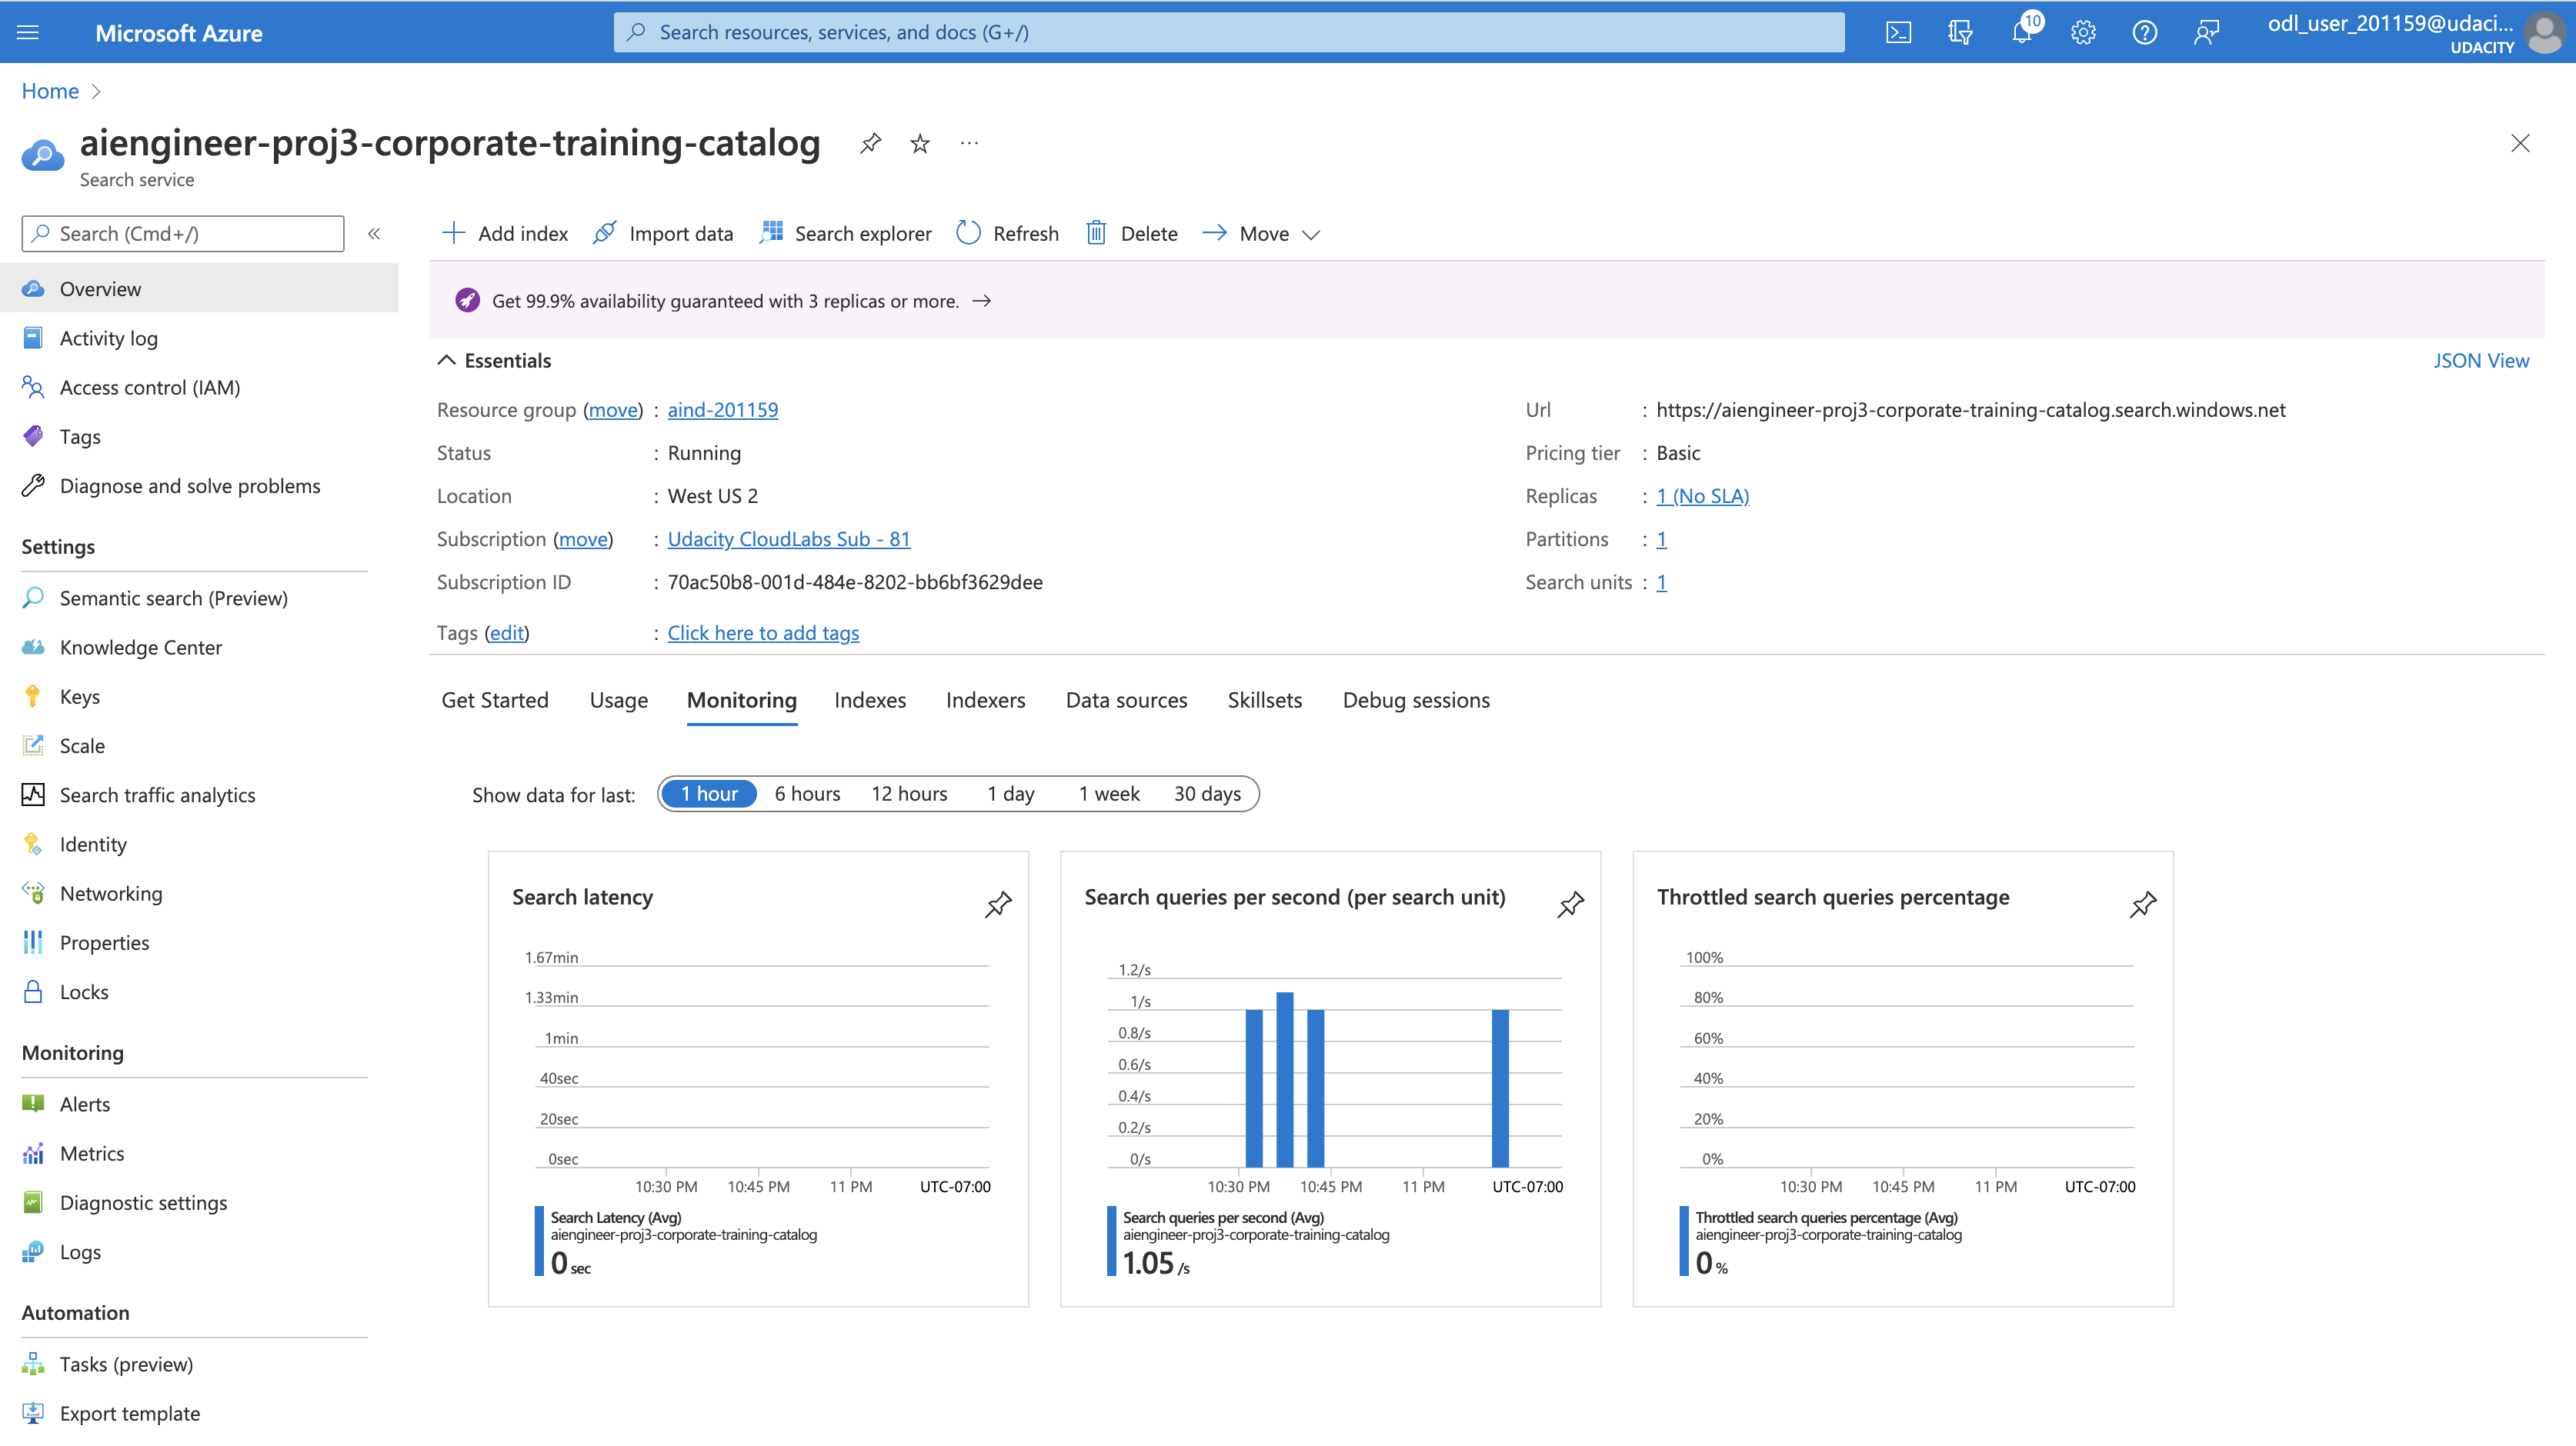 Microsoft Azure
Search resources, services, and docs (G+/)
10
odl_user_201159@udaci...
UDACITY
Home
aiengineer-proj3-corporate-training-catalog
Search service
Search (Cmd+/)
Add index
Import data
Search explorer
Refresh
Delete
Move
Overview
Activity log
Access control (IAM)
Tags
Diagnose and solve problems
Settings
Semantic search (Preview)
Knowledge Center
Keys
Scale
Search traffic analytics
Identity
Networking
Properties
Locks
Monitoring
Alerts
Metrics
Diagnostic settings
Logs
Automation
Tasks (preview)
Export template
Get 99.9% availability guaranteed with 3 replicas or more.
Essentials
JSON View
Resource group (move) : aind-201159
Status : Running
Location : West US 2
Subscription (move) : Udacity CloudLabs Sub - 81
Subscription ID : 70ac50b8-001d-484e-8202-bb6bf3629dee
Tags (edit) : Click here to add tags
Url : https://aiengineer-proj3-corporate-training-catalog.search.windows.net
Pricing tier : Basic
Replicas : 1 (No SLA)
Partitions : 1
Search units : 1
Get Started
Usage
Monitoring
Indexes
Indexers
Data sources
Skillsets
Debug sessions
Show data for last:
1 hour
6 hours
12 hours
1 day
1 week
30 days
Search latency
1.67min
1.33min
1min
40sec
20sec
0sec
10:30 PM 10:45 PM 11 PM UTC-07:00
Search Latency (Avg)
aiengineer-proj3-corporate-training-catalog
0 sec
Search queries per second (per search unit)
1.2/s
1/s
0.8/s
0.6/s
0.4/s
0.2/s
0/s
10:30 PM 10:45 PM 11 PM UTC-07:00
Search queries per second (Avg)
aiengineer-proj3-corporate-training-catalog
1.05 /s
Throttled search queries percentage
100%
80%
60%
40%
20%
0%
10:30 PM 10:45 PM 11 PM UTC-07:00
Throttled search queries percentage (Avg)
aiengineer-proj3-corporate-training-catalog
0 %